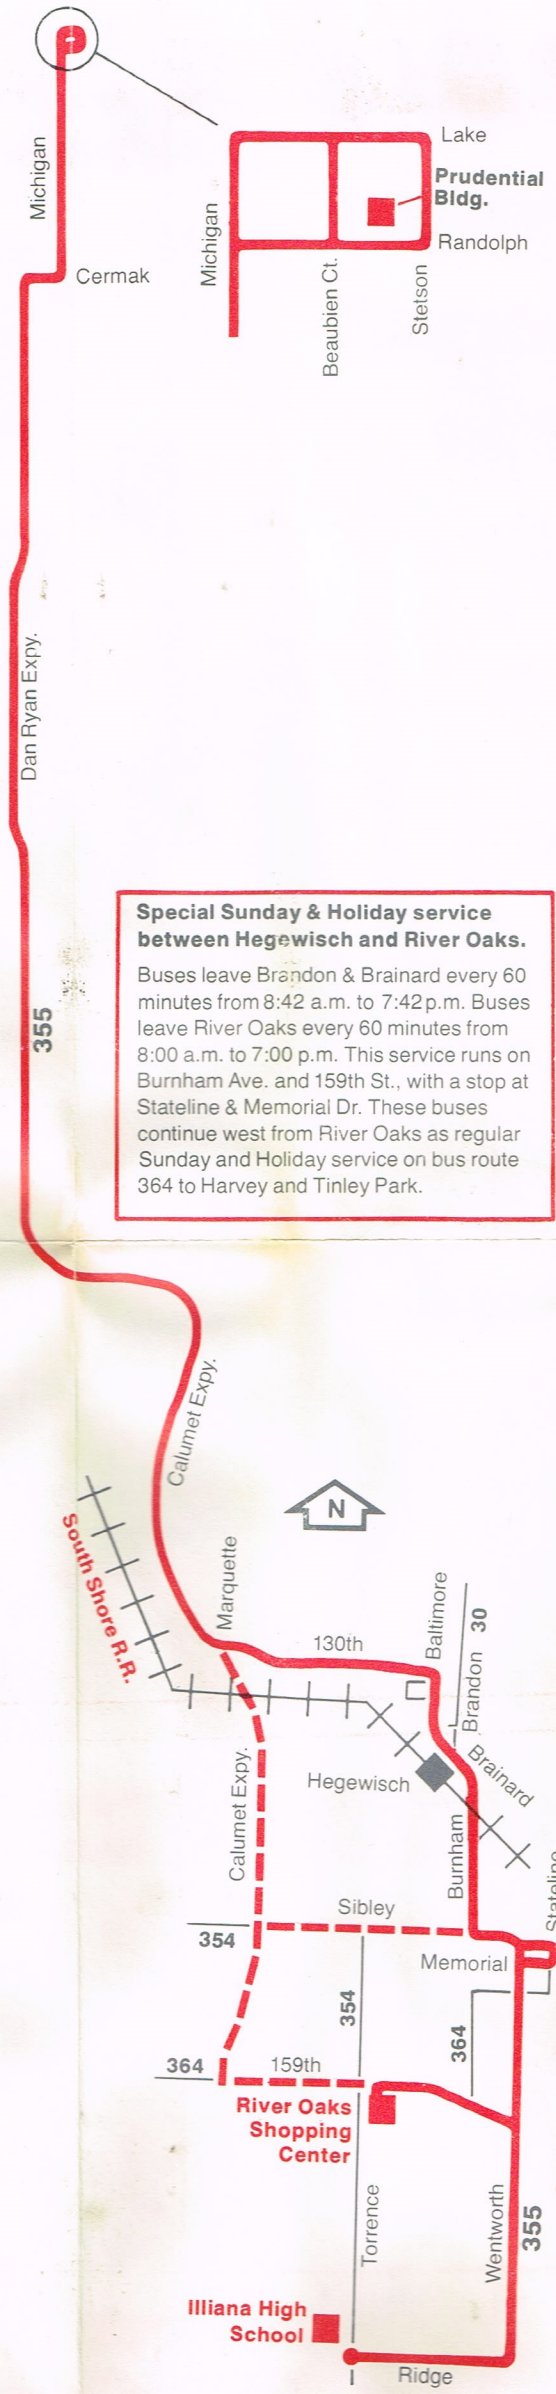 Lake
Prudential
Bldg.
Michigan
Michigan
Randolph
Cermak
Beaubien Ct.
Stetson
Dan Ryan Expy.
Special Sunday & Holiday service
between Hegewisch and River Oaks.
Buses leave Brandon & Brainard every 60
minutes from 8:42 a.m. to 7:42 p.m. Buses
leave River Oaks every 60 minutes from
8:00 a.m. to 7:00 p.m. This service runs on
Burnham Ave. and 159th St., with a stop at
Stateline & Memorial Dr. These buses
continue west from River Oaks as regular
Sunday and Holiday service on bus route
364 to Harvey and Tinley Park.
355
Calumet Expy.
N
South Shore R.R.
Marquette
130th
Baltimore
30
Brandon
Brainard
Hegewisch
Calumet Expy.
Burnham
Stateline
Sibley
354
Memorial
354
364
364
159th
River Oaks
Shopping
Center
Torrence
Wentworth
355
Illiana High
School
Ridge